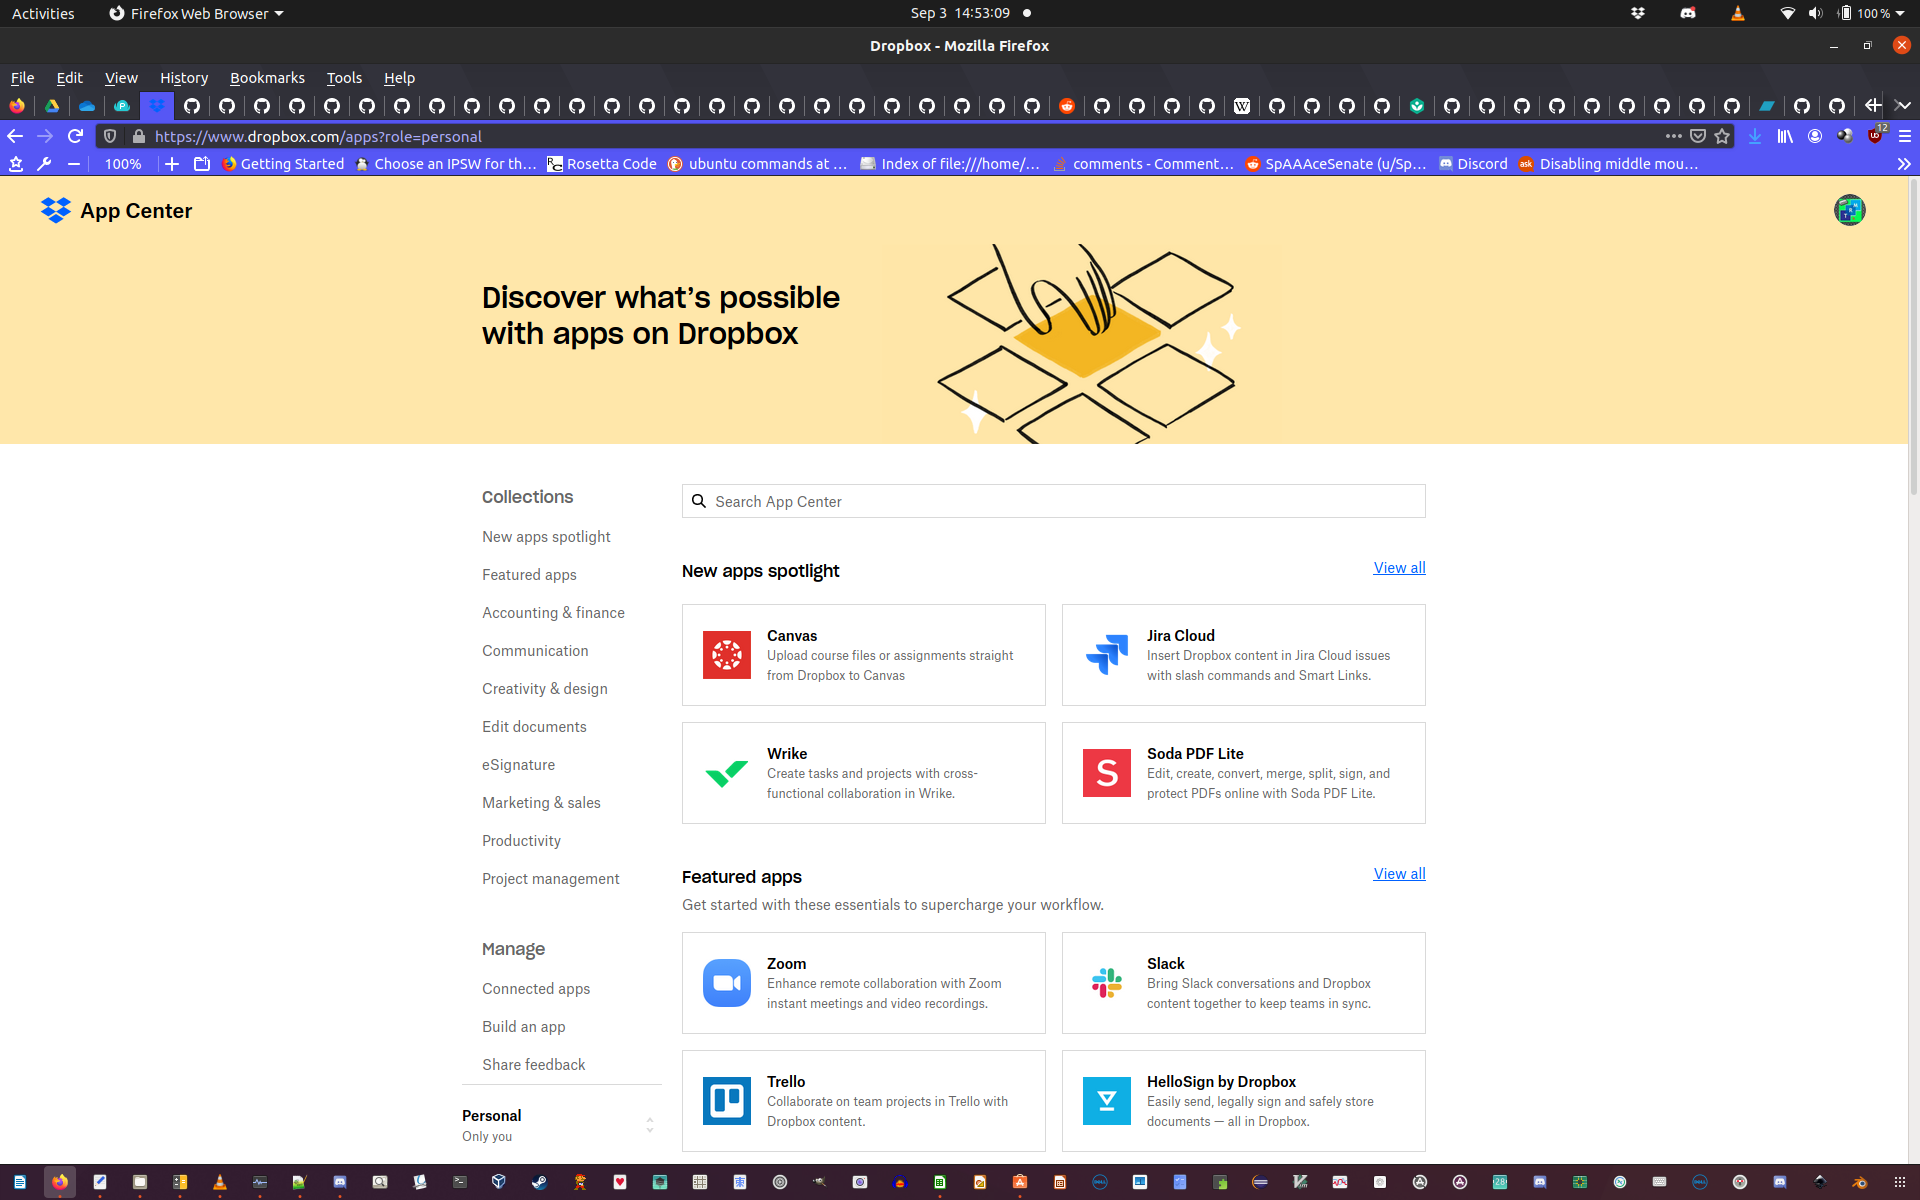 Activities
Firefox Web Browser
Sep 3 14:53:09
100 %
Dropbox - Mozilla Firefox
File Edit View History Bookmarks Tools Help
https://www.dropbox.com/apps?role=personal
12
100%
Getting Started
Choose an IPSW for th…
Rosetta Code
ubuntu commands at …
Index of file:///home/…
comments - Comment…
SpAAAceSenate (u/Sp…
Discord
Disabling middle mou…
App Center
Discover what’s possible
with apps on Dropbox
Collections
New apps spotlight
Featured apps
Accounting & finance
Communication
Creativity & design
Edit documents
eSignature
Marketing & sales
Productivity
Project management
Manage
Connected apps
Build an app
Share feedback
Personal
Only you
Search App Center
New apps spotlight
View all
Canvas
Upload course files or assignments straight
from Dropbox to Canvas
Jira Cloud
Insert Dropbox content in Jira Cloud issues
with slash commands and Smart Links.
Wrike
Create tasks and projects with cross-
functional collaboration in Wrike.
Soda PDF Lite
Edit, create, convert, merge, split, sign, and
protect PDFs online with Soda PDF Lite.
Featured apps
View all
Get started with these essentials to supercharge your workflow.
Zoom
Enhance remote collaboration with Zoom
instant meetings and video recordings.
Slack
Bring Slack conversations and Dropbox
content together to keep teams in sync.
Trello
Collaborate on team projects in Trello with
Dropbox content.
HelloSign by Dropbox
Easily send, legally sign and safely store
documents — all in Dropbox.